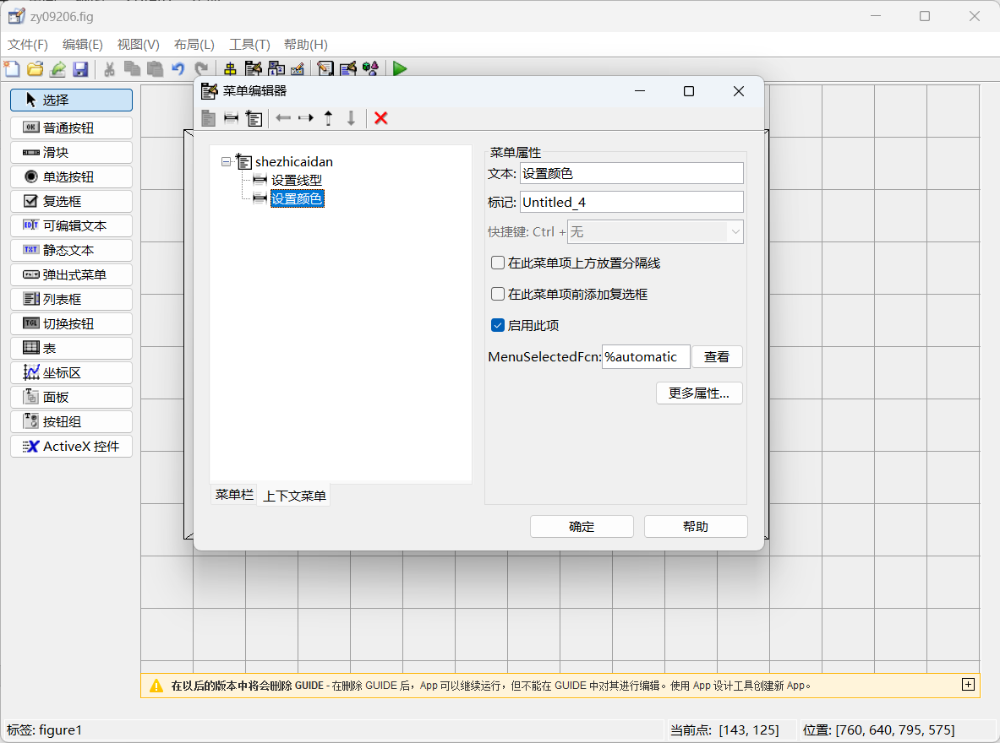 zy09206.fig
文件(F) 编辑(E) 视图(V) 布局(L) 工具(T) 帮助(H)
选择
OK 普通按钮
滑块
单选按钮
复选框
EDIT 可编辑文本
TXT 静态文本
弹出式菜单
列表框
TGL 切换按钮
表
坐标区
T 面板
T 按钮组
X ActiveX 控件
菜单编辑器
shezhicaidan
设置线型
设置颜色
菜单栏 上下文菜单
菜单属性
文本: 设置颜色
标记: Untitled_4
快捷键: Ctrl + 无
在此菜单项上方放置分隔线
在此菜单项前添加复选框
启用此项
MenuSelectedFcn: %automatic 查看
更多属性...
确定 帮助
在以后的版本中将会删除 GUIDE - 在删除 GUIDE 后，App 可以继续运行，但不能在 GUIDE 中对其进行编辑。使用 App 设计工具创建新 App。
标签: figure1 当前点: [143, 125] 位置: [760, 640, 795, 575]